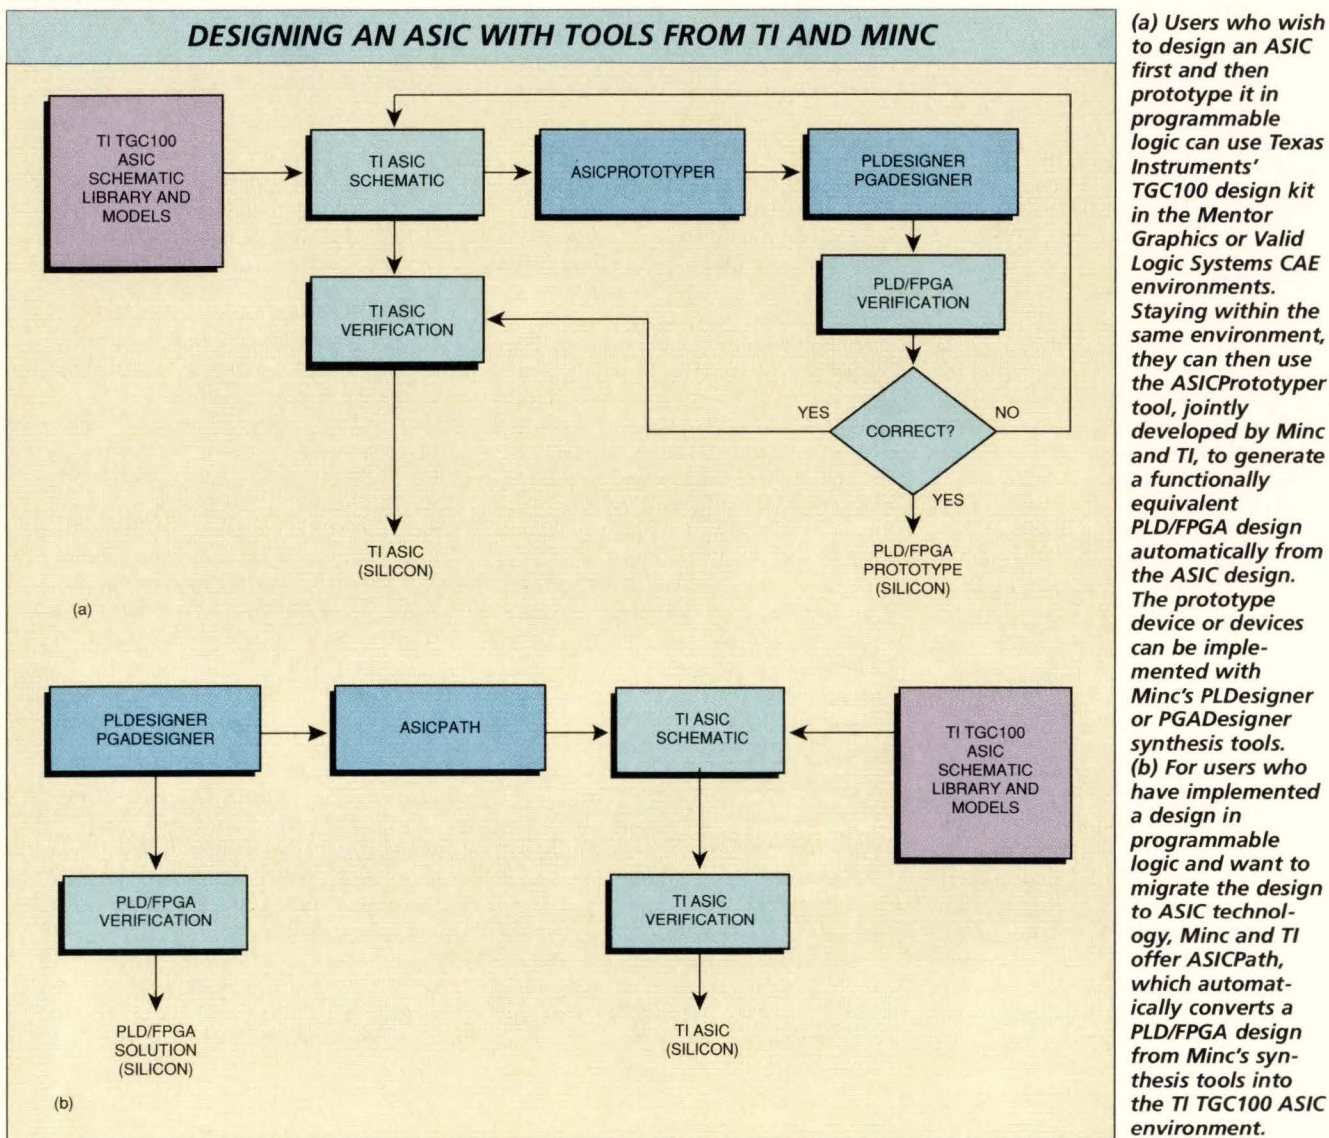 DESIGNING AN ASIC WITH TOOLS FROM TI AND MINC
TI TGC100
ASIC
SCHEMATIC
LIBRARY AND
MODELS
TI ASIC
SCHEMATIC
ASICPROTOTYPER
PLDESIGNER
PGADESIGNER
TI ASIC
VERIFICATION
PLD/FPGA
VERIFICATION
YES
CORRECT?
NO
YES
TI ASIC
(SILICON)
PLD/FPGA
PROTOTYPE
(SILICON)
(a)
PLDESIGNER
PGADESIGNER
ASICPATH
TI ASIC
SCHEMATIC
TI TGC100
ASIC
SCHEMATIC
LIBRARY AND
MODELS
PLD/FPGA
VERIFICATION
TI ASIC
VERIFICATION
PLD/FPGA
SOLUTION
(SILICON)
TI ASIC
(SILICON)
(b)
(a) Users who wish
to design an ASIC
first and then
prototype it in
programmable
logic can use Texas
Instruments'
TGC100 design kit
in the Mentor
Graphics or Valid
Logic Systems CAE
environments.
Staying within the
same environment,
they can then use
the ASICPrototyper
tool, jointly
developed by Minc
and TI, to generate
a functionally
equivalent
PLD/FPGA design
automatically from
the ASIC design.
The prototype
device or devices
can be imple-
mented with
Minc's PLDesigner
or PGADesigner
synthesis tools.
(b) For users who
have implemented
a design in
programmable
logic and want to
migrate the design
to ASIC technol-
ogy, Minc and TI
offer ASICPath,
which automat-
ically converts a
PLD/FPGA design
from Minc's syn-
thesis tools into
the TI TGC100 ASIC
environment.